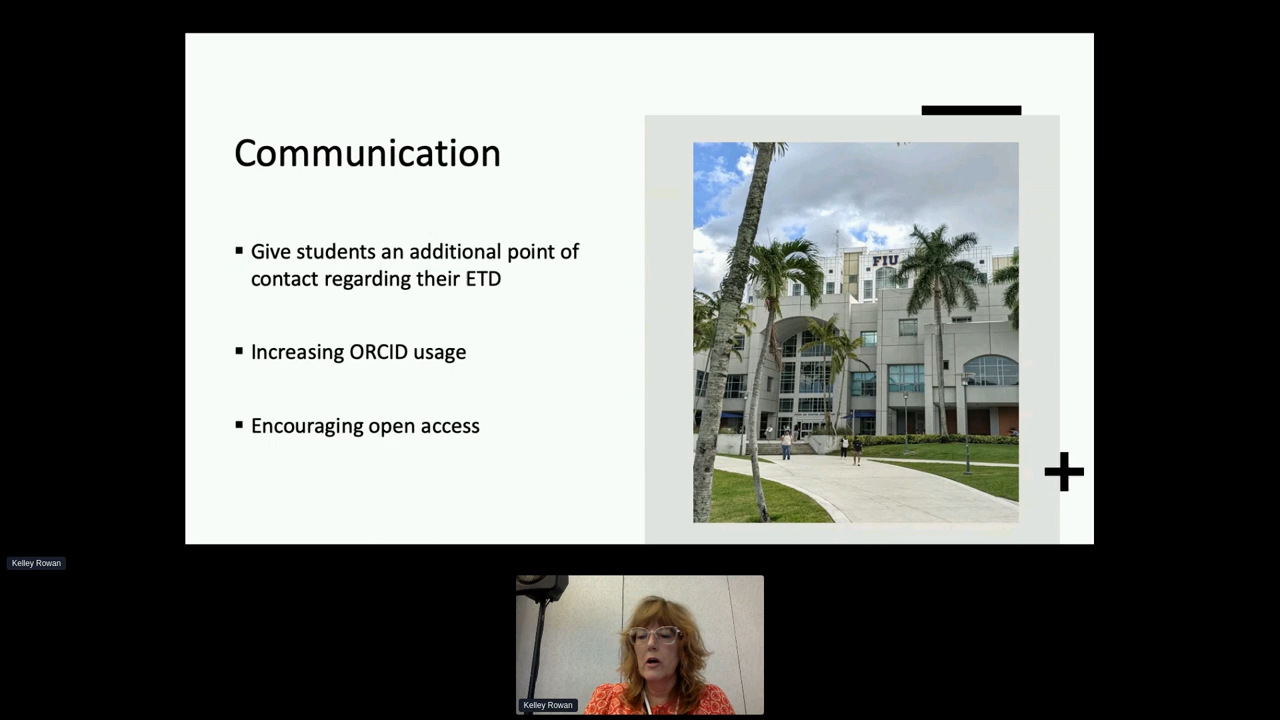 Communication
▪ Give students an additional point of
contact regarding their ETD
▪ Increasing ORCID usage
▪ Encouraging open access
FIU
Kelley Rowan
Kelley Rowan